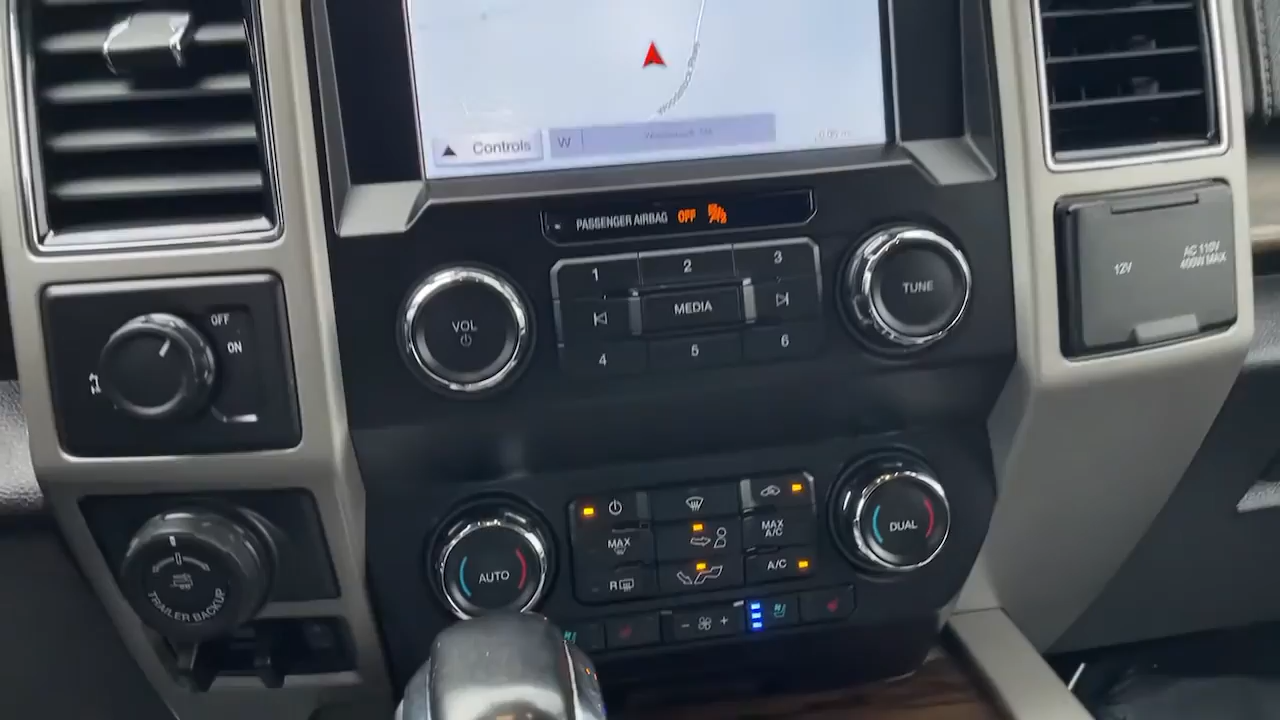 Controls
W
PASSENGER AIRBAG OFF
1 2 3
VOL
MEDIA
TUNE
4 5 6
OFF
ON
12V
AC 110V
400W MAX
AUTO
MAX
R
MAX
A/C
A/C
DUAL
- +
TRAILER BACKUP